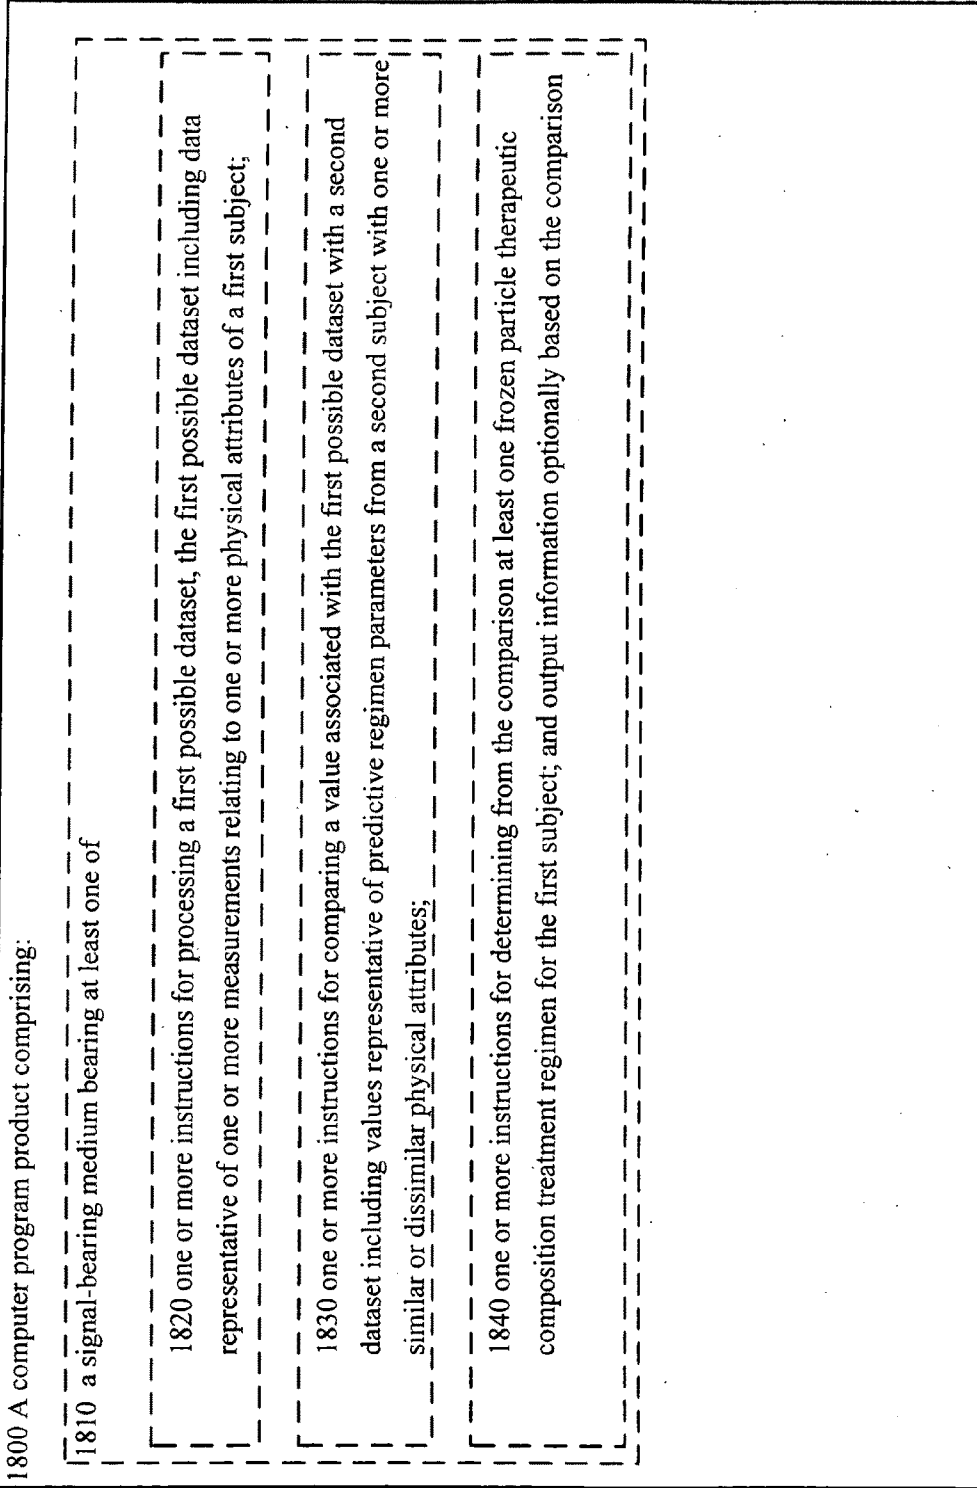 1800 A computer program product comprising:
1810 a signal-bearing medium bearing at least one of
1820 one or more instructions for processing a first possible dataset, the first possible dataset including data
representative of one or more measurements relating to one or more physical attributes of a first subject;
1830 one or more instructions for comparing a value associated with the first possible dataset with a second
dataset including values representative of predictive regimen parameters from a second subject with one or more
similar or dissimilar physical attributes;
1840 one or more instructions for determining from the comparison at least one frozen particle therapeutic
composition treatment regimen for the first subject; and output information optionally based on the comparison